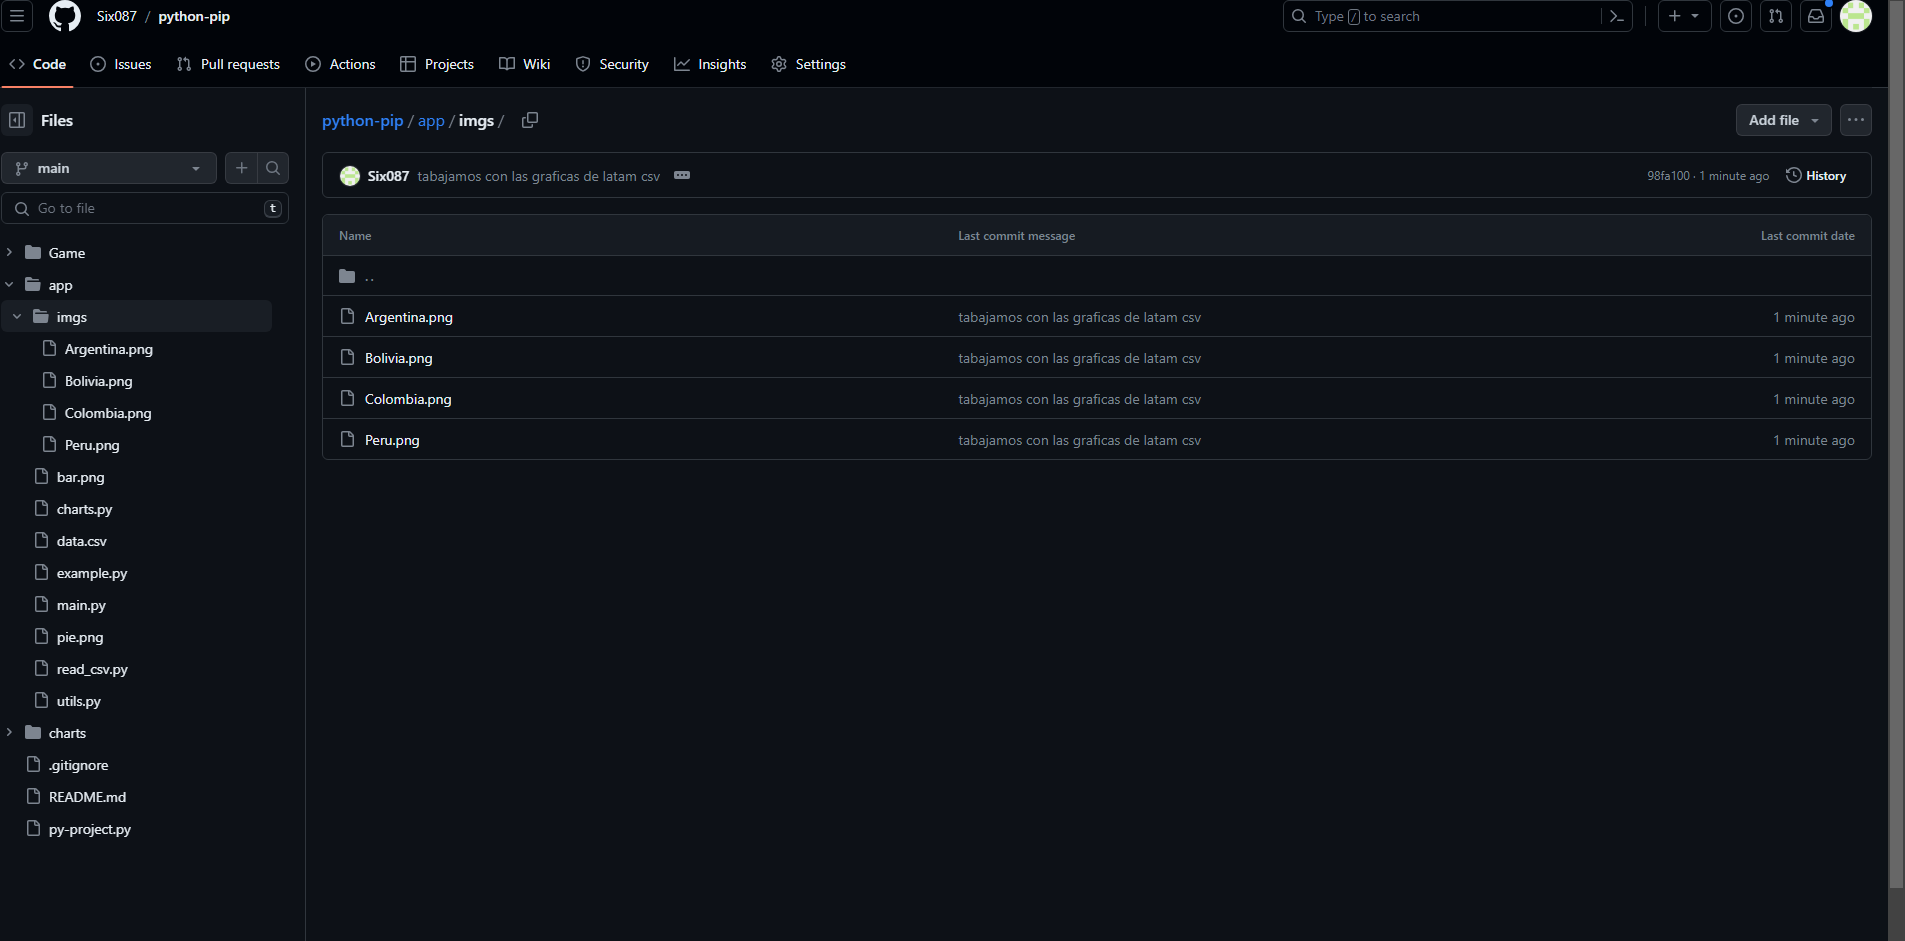 Six087 / python-pip
Type / to search
Code Issues Pull requests Actions Projects Wiki Security Insights Settings
Files
main
Go to file
t
Game
app
imgs
Argentina.png
Bolivia.png
Colombia.png
Peru.png
bar.png
charts.py
data.csv
example.py
main.py
pie.png
read_csv.py
utils.py
charts
.gitignore
README.md
py-project.py
python-pip / app / imgs /
Add file
Six087 tabajamos con las graficas de latam csv
98fa100 · 1 minute ago History
Name Last commit message Last commit date
..
Argentina.png tabajamos con las graficas de latam csv 1 minute ago
Bolivia.png tabajamos con las graficas de latam csv 1 minute ago
Colombia.png tabajamos con las graficas de latam csv 1 minute ago
Peru.png tabajamos con las graficas de latam csv 1 minute ago